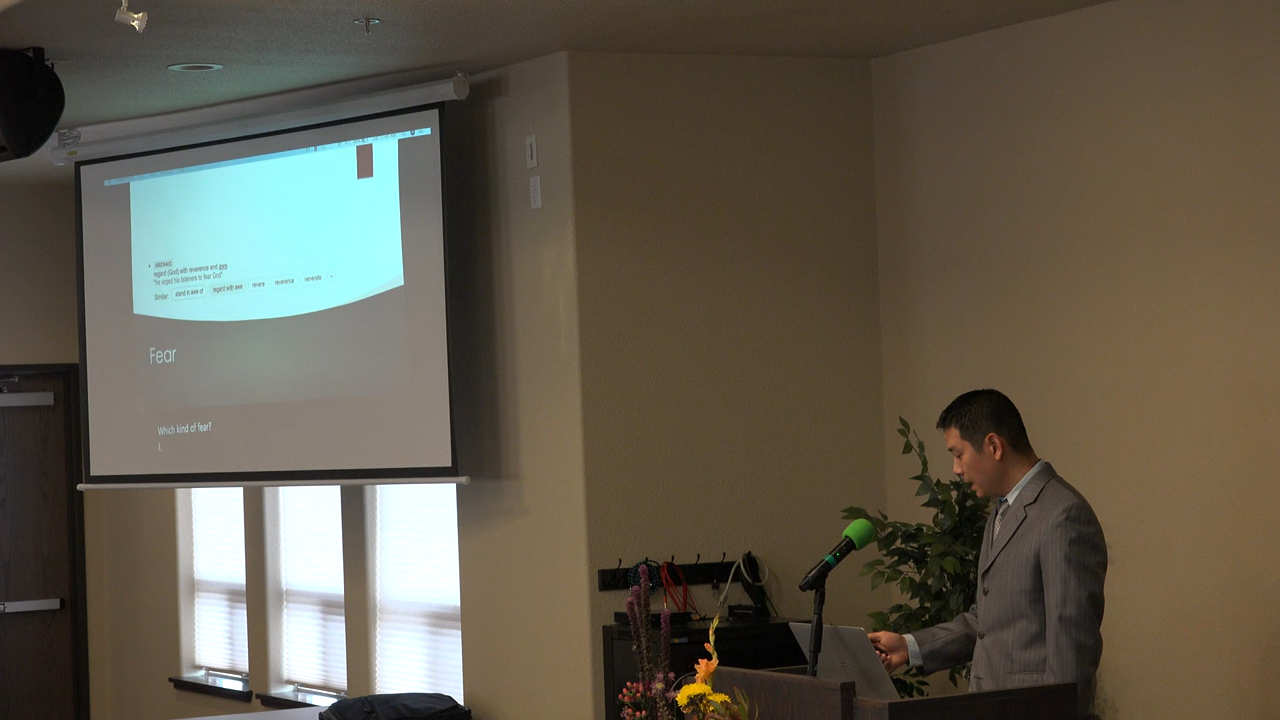 ARCHAIC
regard (God) with reverence and awe
"he urged his listeners to fear God"
Similar: stand in awe of regard with awe revere reverence venerate
Fear
Which kind of fear?